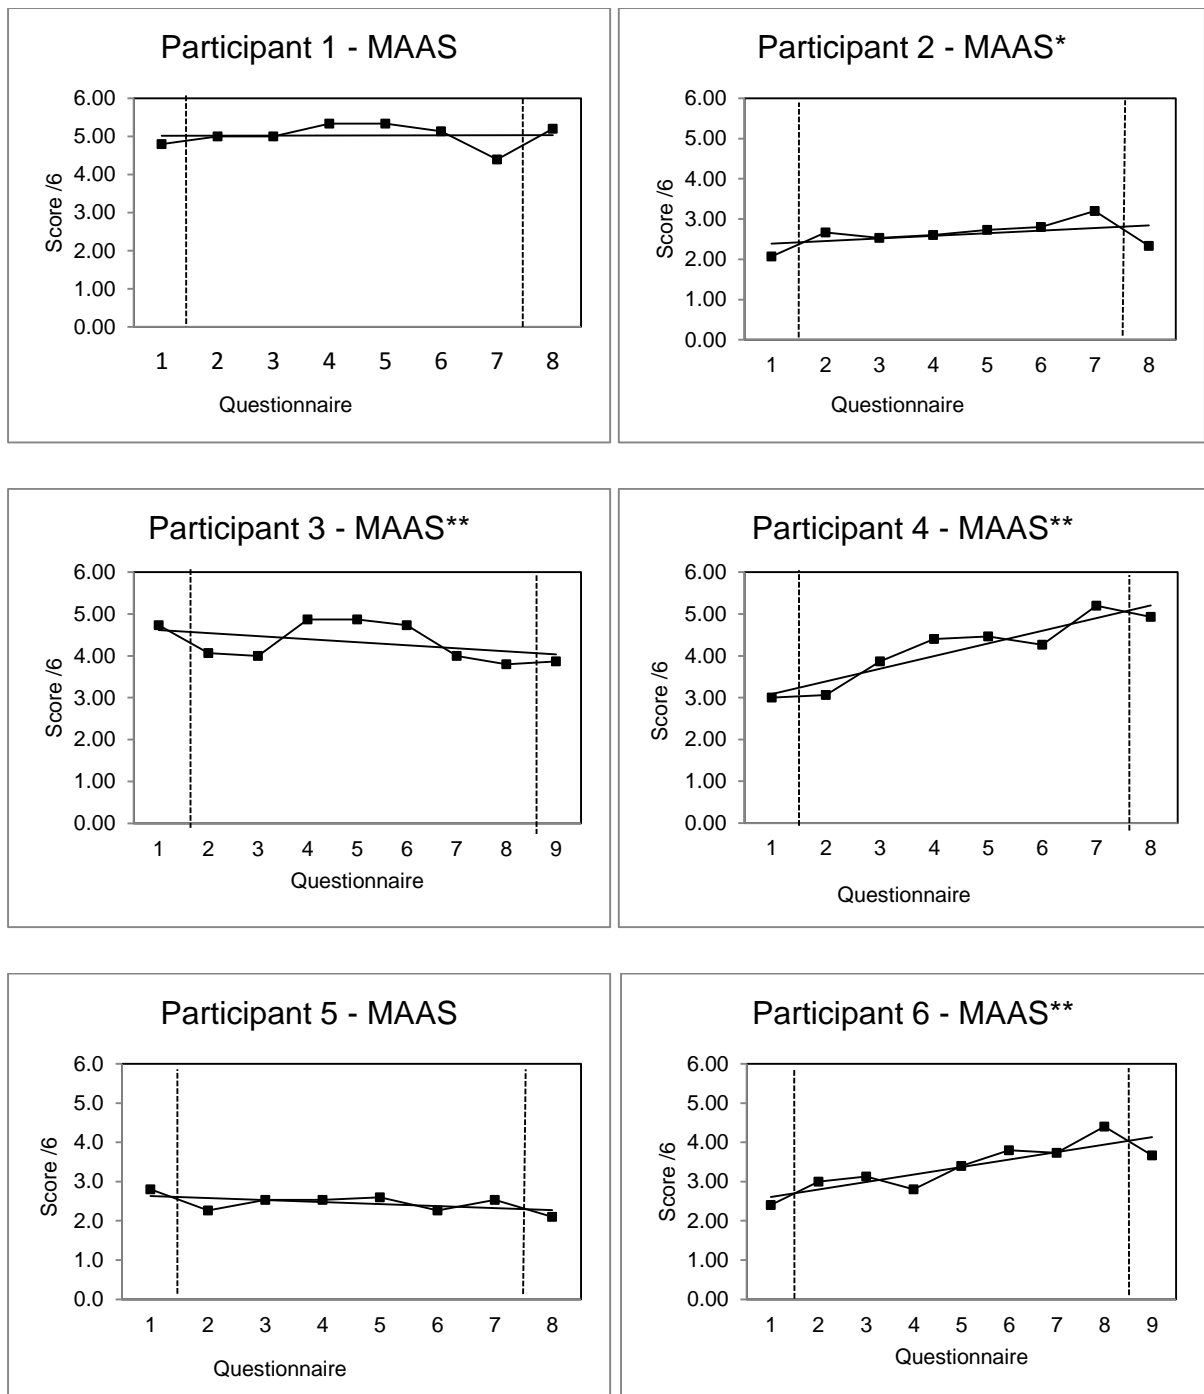 Participant 1 - MAAS
6.00
5.00
4.00
3.00
2.00
1.00
0.00
Score /6
1 2 3 4 5 6 7 8
Questionnaire
Participant 2 - MAAS*
6.00
5.00
4.00
3.00
2.00
1.00
0.00
Score /6
1 2 3 4 5 6 7 8
Questionnaire
Participant 3 - MAAS**
6.00
5.00
4.00
3.00
2.00
1.00
0.00
Score /6
1 2 3 4 5 6 7 8 9
Questionnaire
Participant 4 - MAAS**
6.00
5.00
4.00
3.00
2.00
1.00
0.00
Score /6
1 2 3 4 5 6 7 8
Questionnaire
Participant 5 - MAAS
6.0
5.0
4.0
3.0
2.0
1.0
0.0
Score /6
1 2 3 4 5 6 7 8
Questionnaire
Participant 6 - MAAS**
6.00
5.00
4.00
3.00
2.00
1.00
0.00
Score /6
1 2 3 4 5 6 7 8 9
Questionnaire